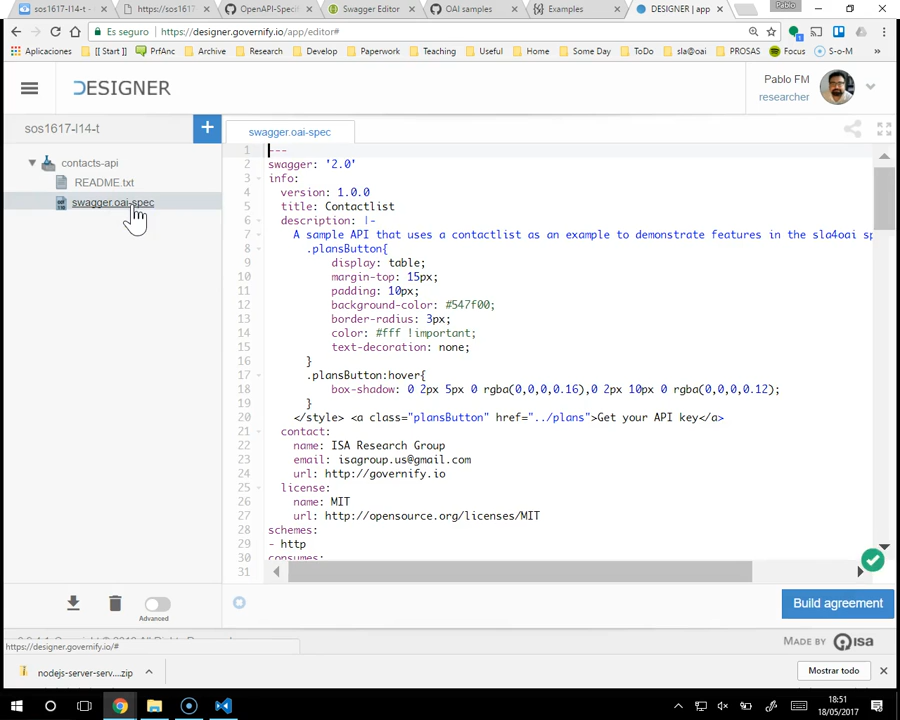 sos1617-l14-t -
https://sos1617
OpenAPI-Specif
Swagger Editor
OAI samples
Examples
DESIGNER | app
Pablo
Es seguro
https://designer.governify.io/app/editor#
Aplicaciones
[[ Start ]]
PrfAnc
Archive
Research
Develop
Paperwork
Teaching
Useful
Home
Some Day
ToDo
sla@oai
PROSAS
Focus
S-o-M
»
DESIGNER
Pablo FM
researcher
sos1617-l14-t
+
swagger.oai-spec
contacts-api
README.txt
swagger.oai-spec
1 ---
2 swagger: '2.0'
3 info:
4 version: 1.0.0
5 title: Contactlist
6 description: |-
7 A sample API that uses a contactlist as an example to demonstrate features in the sla4oai sp
8 .plansButton{
9 display: table;
10 margin-top: 15px;
11 padding: 10px;
12 background-color: #547f00;
13 border-radius: 3px;
14 color: #fff !important;
15 text-decoration: none;
16 }
17 .plansButton:hover{
18 box-shadow: 0 2px 5px 0 rgba(0,0,0,0.16),0 2px 10px 0 rgba(0,0,0,0.12);
19 }
20 </style> <a class="plansButton" href="../plans">Get your API key</a>
21 contact:
22 name: ISA Research Group
23 email: isagroup.us@gmail.com
24 url: http://governify.io
25 license:
26 name: MIT
27 url: http://opensource.org/licenses/MIT
28 schemes:
29 - http
30 consumes:
31
Advanced
Build agreement
MADE BY isa
https://designer.governify.io/#
nodejs-server-serv....zip
Mostrar todo
18:51
18/05/2017